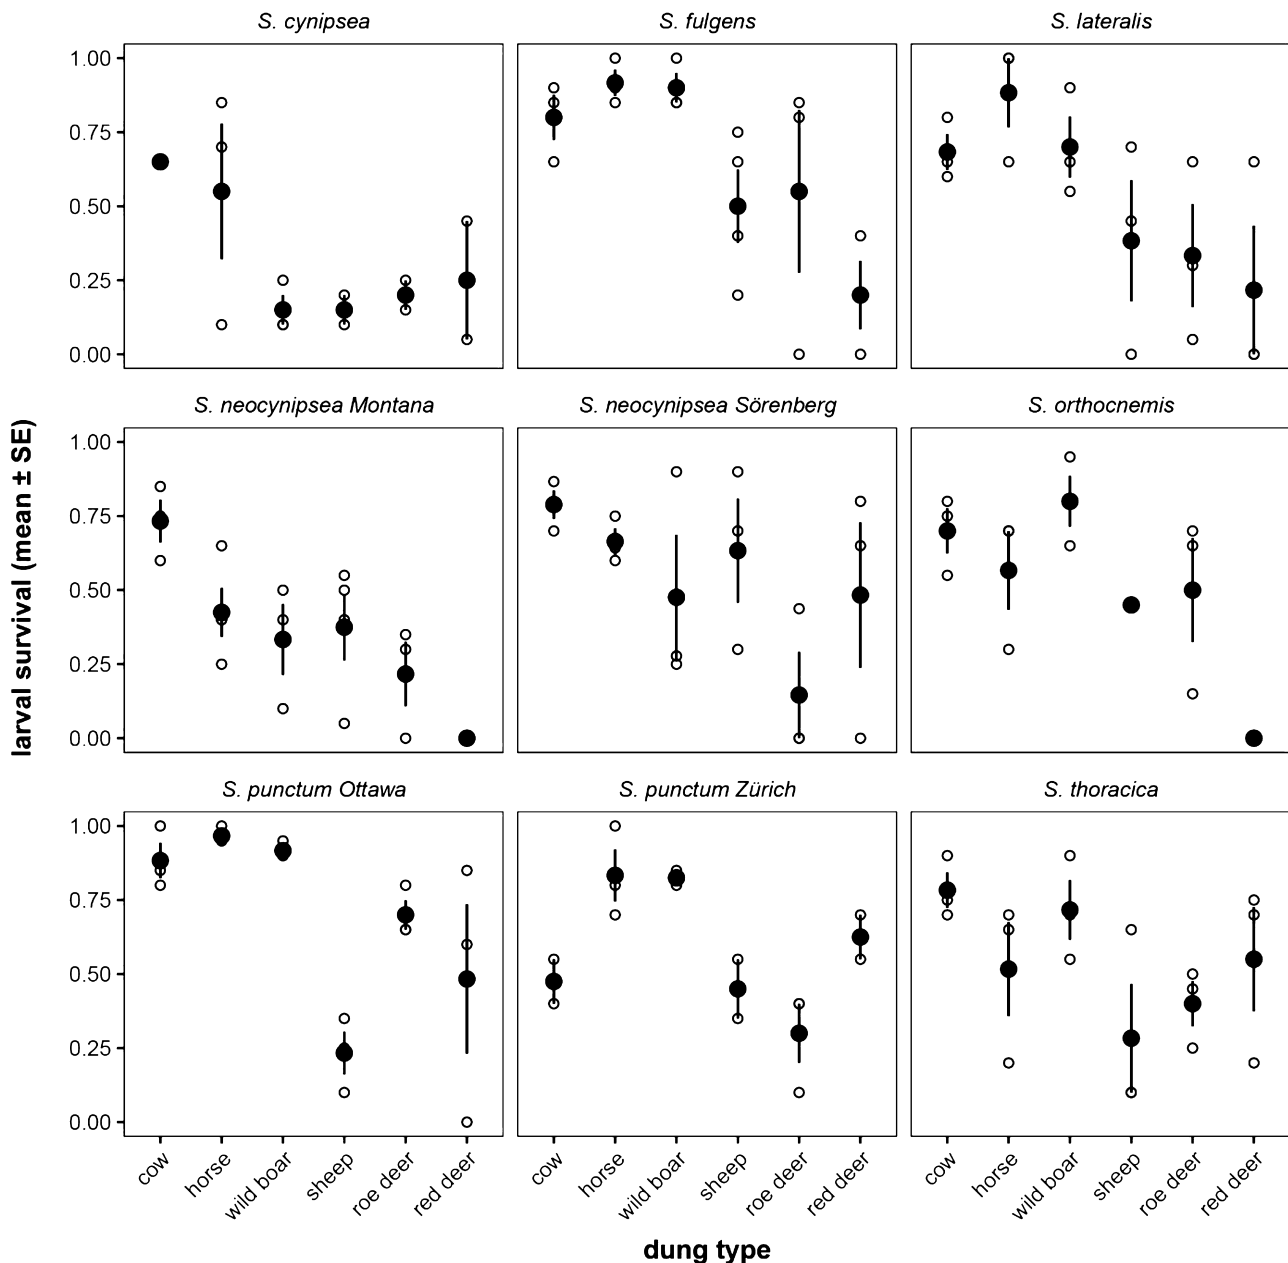 S. cynipsea
S. fulgens
S. lateralis
1.00
0.75
0.50
0.25
0.00
S. neocynipsea Montana
S. neocynipsea Sörenberg
S. orthocnemis
1.00
0.75
0.50
0.25
0.00
larval survival (mean ± SE)
S. punctum Ottawa
S. punctum Zürich
S. thoracica
1.00
0.75
0.50
0.25
0.00
cow
horse
wild boar
sheep
roe deer
red deer
cow
horse
wild boar
sheep
roe deer
red deer
cow
horse
wild boar
sheep
roe deer
red deer
dung type